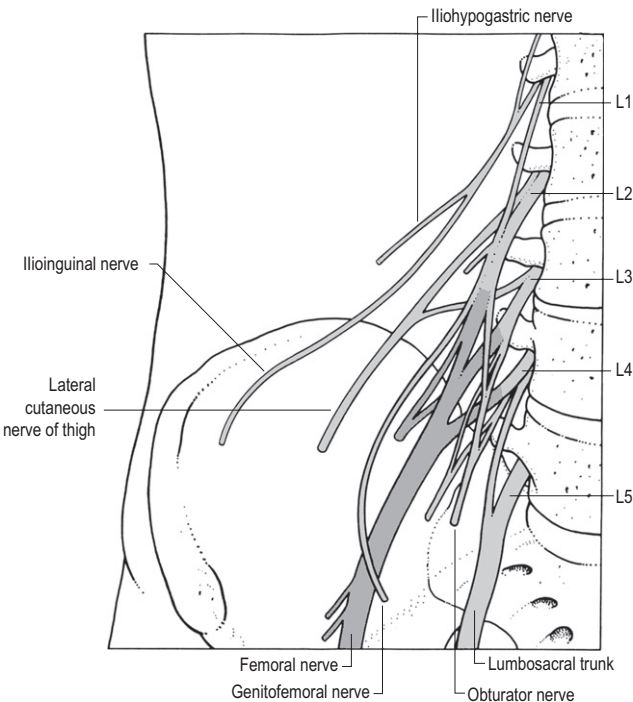 Iliohypogastric nerve
L1
L2
Ilioinguinal nerve
L3
L4
Lateral
cutaneous
nerve of thigh
L5
Femoral nerve
Lumbosacral trunk
Genitofemoral nerve
Obturator nerve